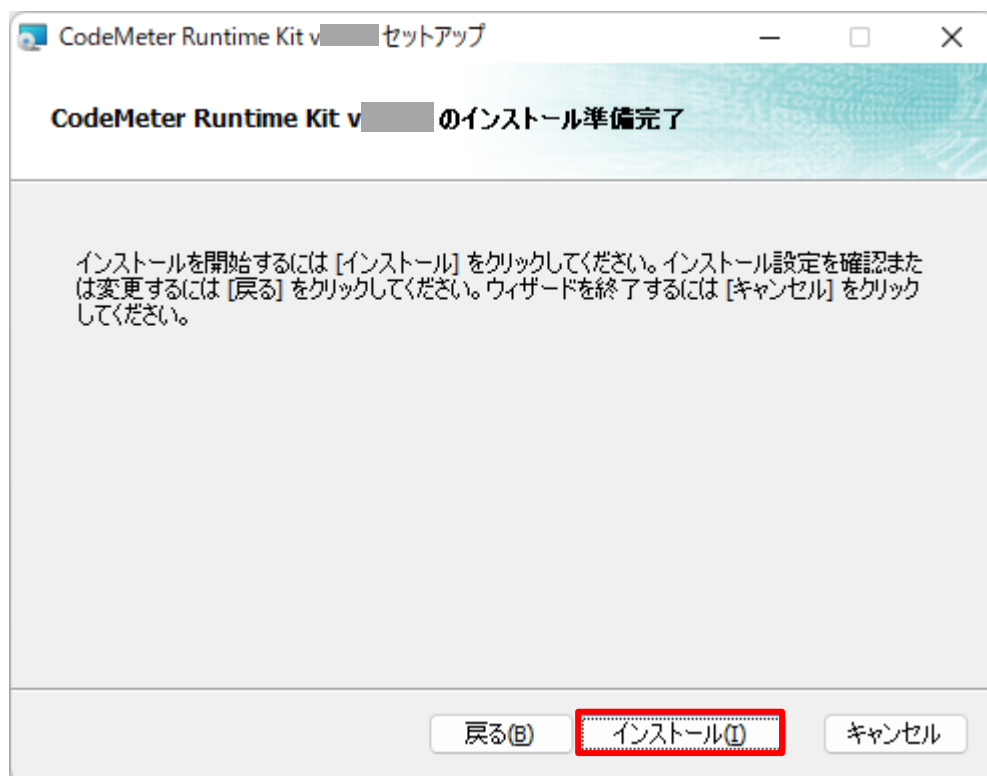 CodeMeter Runtime Kit v セットアップ
CodeMeter Runtime Kit v のインストール準備完了
インストールを開始するには [インストール] をクリックしてください。インストール設定を確認また
は変更するには [戻る] をクリックしてください。ウィザードを終了するには [キャンセル] をクリック
してください。
戻る(B) インストール(I) キャンセル